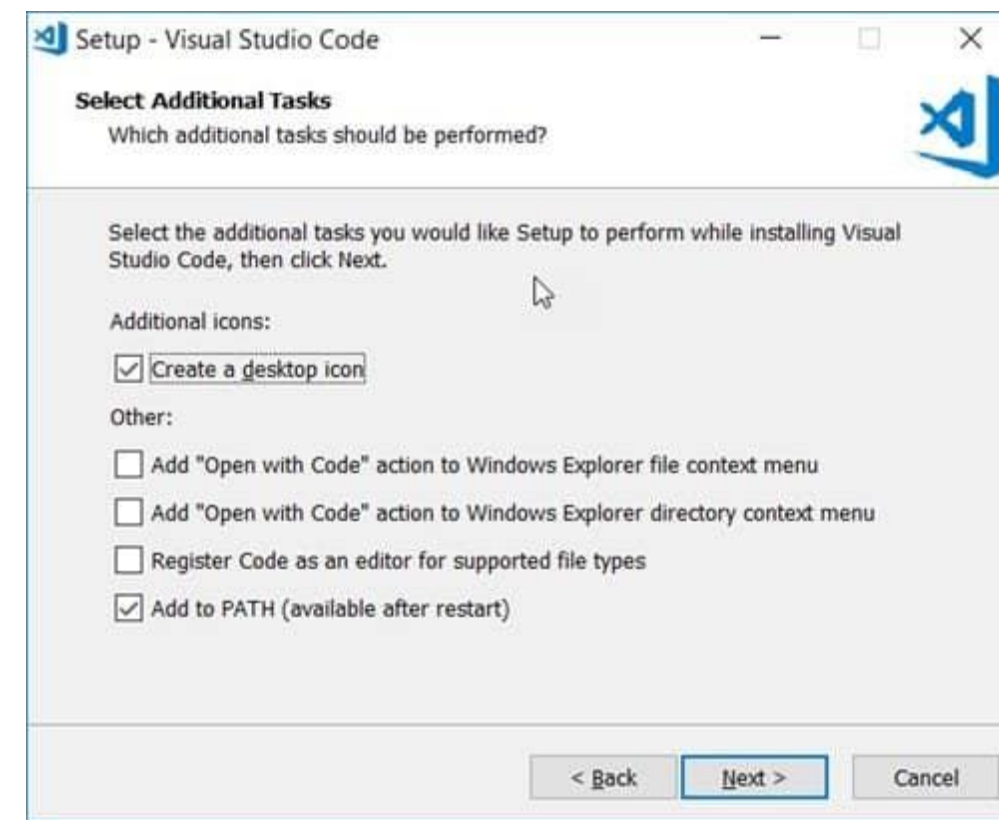 Setup - Visual Studio Code
Select Additional Tasks
Which additional tasks should be performed?
Select the additional tasks you would like Setup to perform while installing Visual
Studio Code, then click Next.
Additional icons:
Create a desktop icon
Other:
Add "Open with Code" action to Windows Explorer file context menu
Add "Open with Code" action to Windows Explorer directory context menu
Register Code as an editor for supported file types
Add to PATH (available after restart)
< Back Next > Cancel